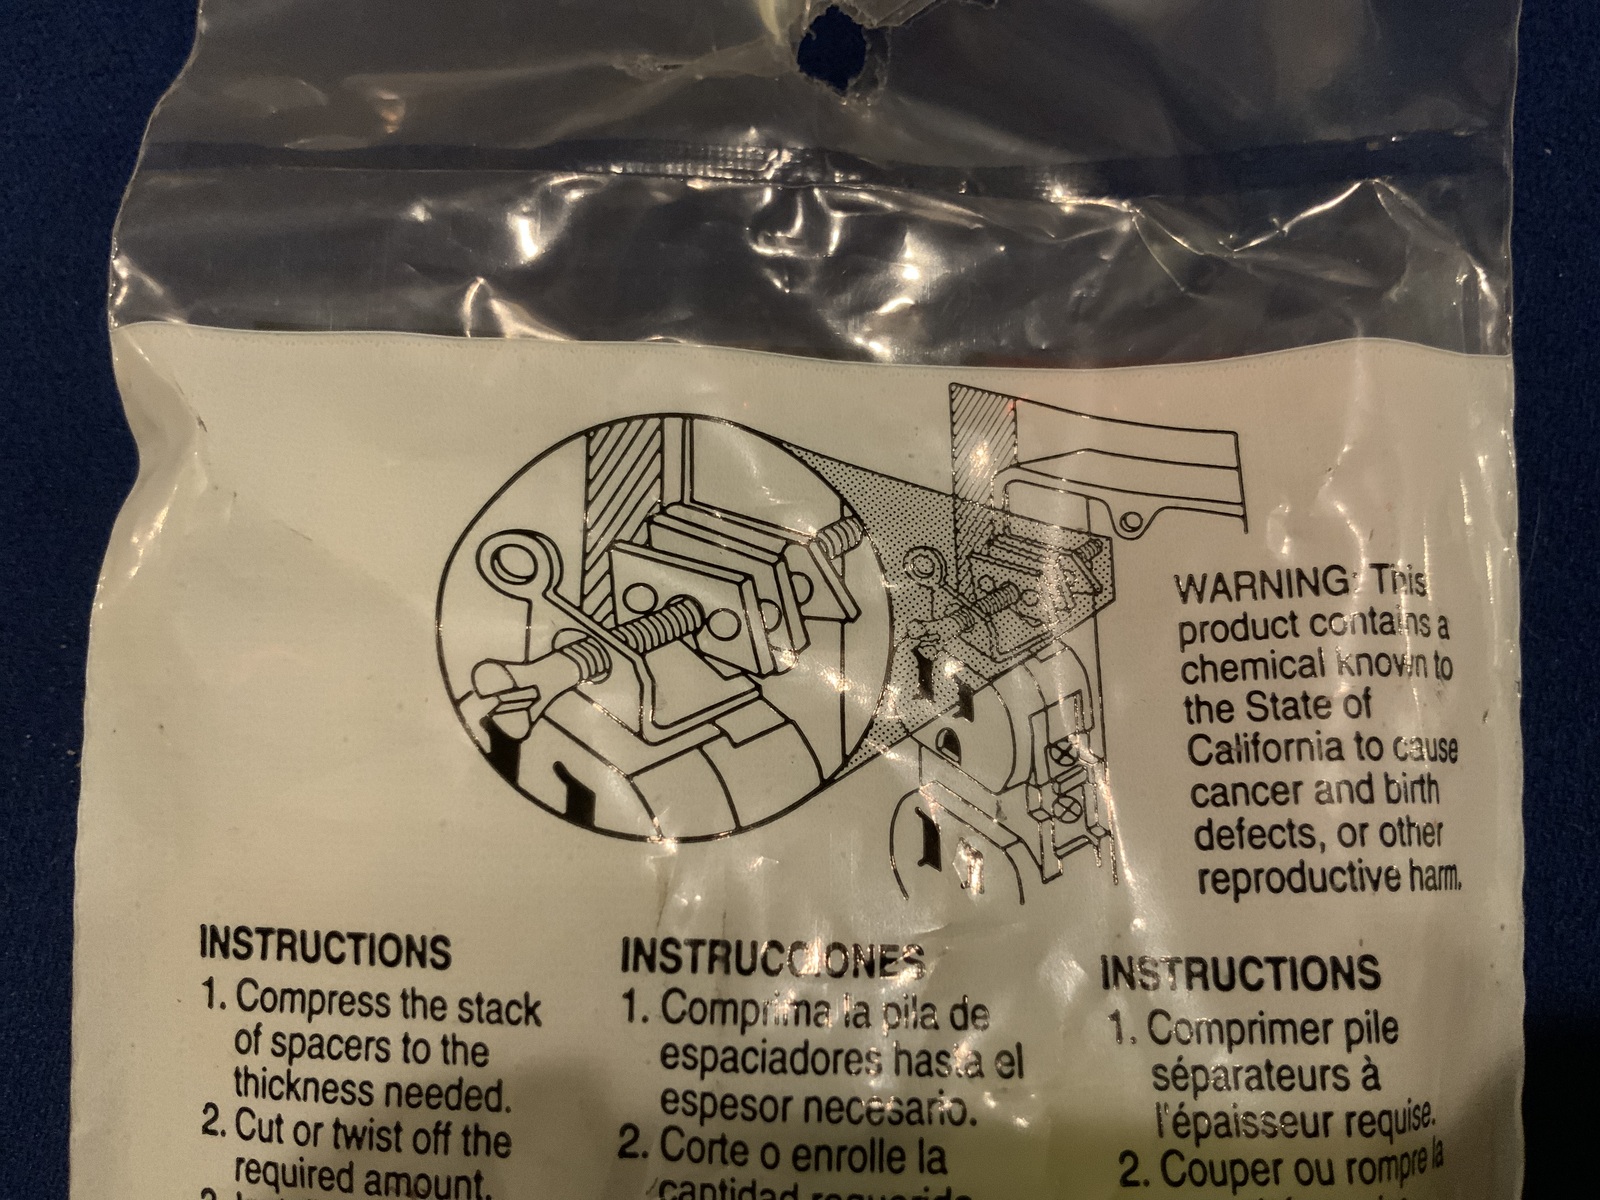 WARNING: This
product contains a
chemical known to
the State of
California to cause
cancer and birth
defects, or other
reproductive harm.
INSTRUCTIONS
1. Compress the stack
of spacers to the
thickness needed.
2. Cut or twist off the
required amount.
INSTRUCCIONES
1. Comprima la pila de
espaciadores hasta el
espesor necesario.
2. Corte o enrolle la
cantidad requerida
INSTRUCTIONS
1. Comprimer pile
séparateurs à
l'épaisseur requise.
2. Couper ou rompre la